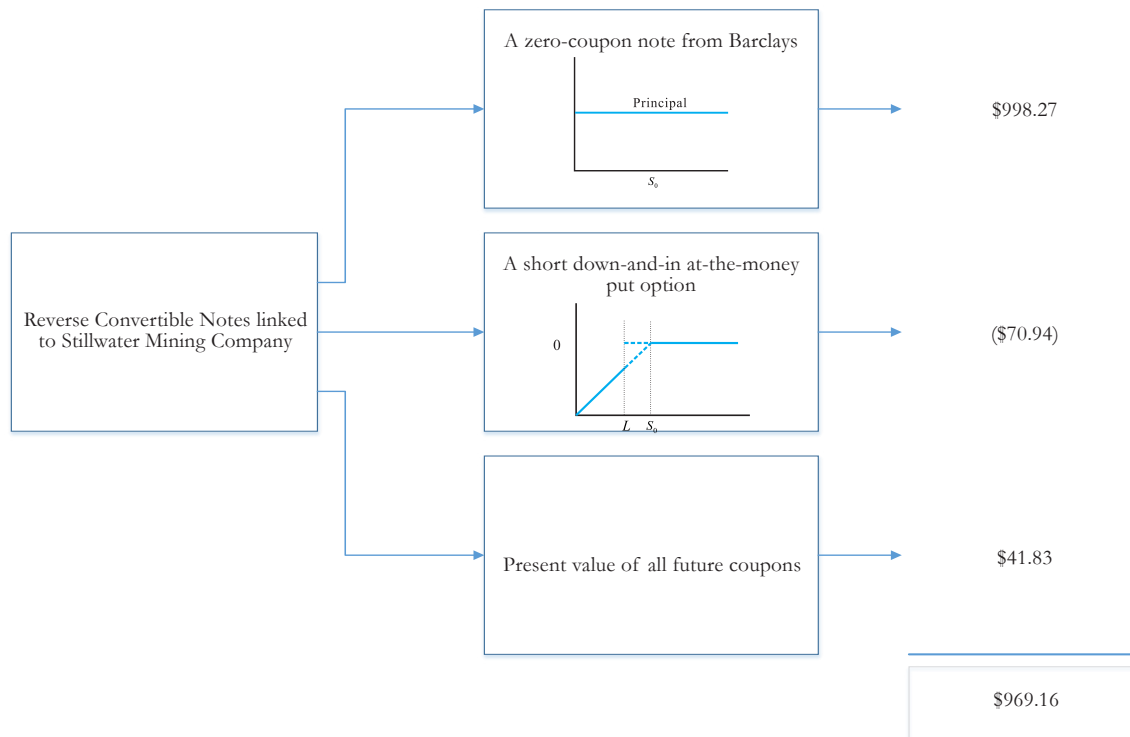 A zero-coupon note from Barclays
Principal
S₀
$998.27
Reverse Convertible Notes linked
to Stillwater Mining Company
A short down-and-in at-the-money
put option
0
L S₀
($70.94)
Present value of all future coupons
$41.83
$969.16